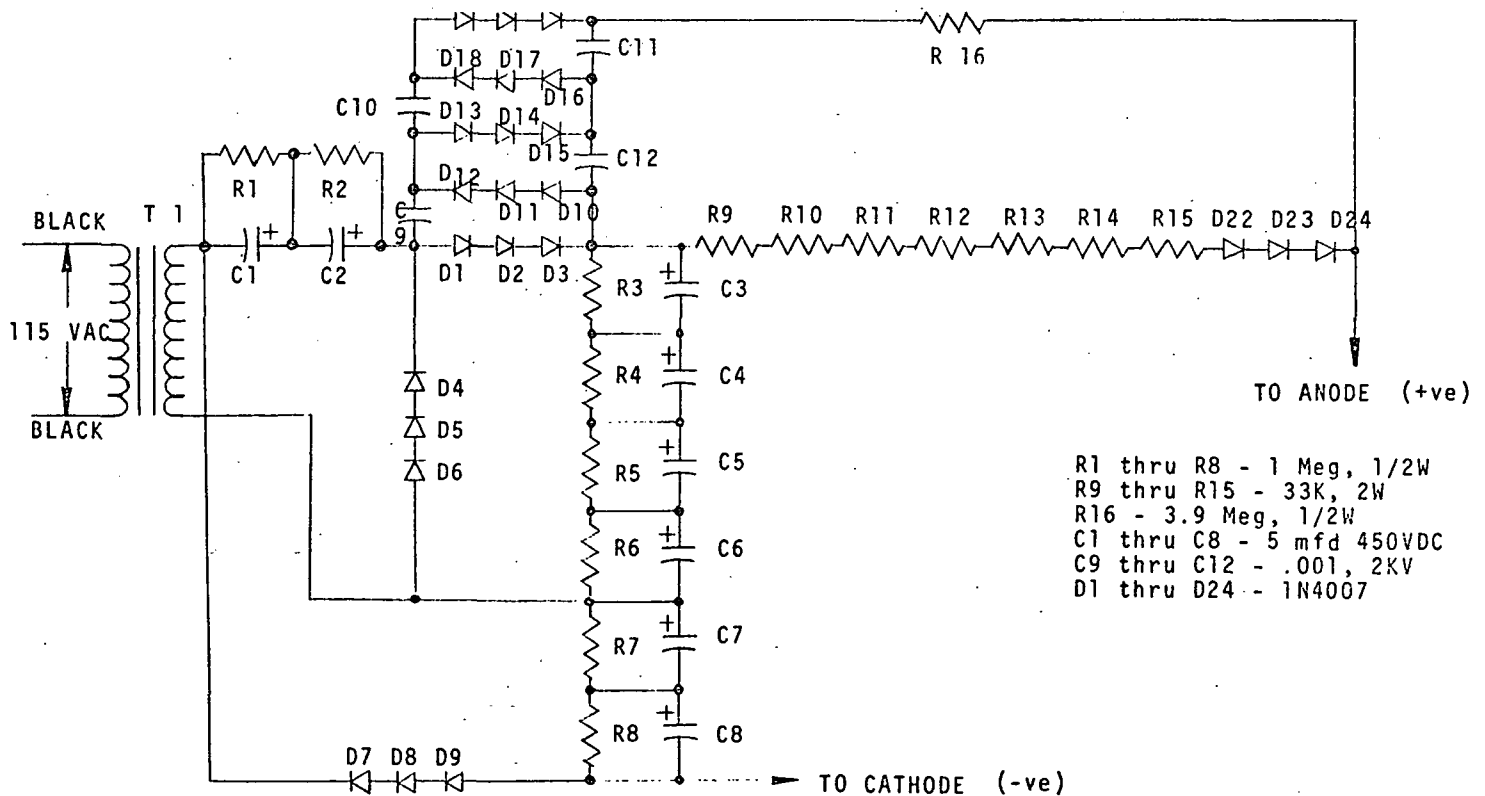 C11
R 16
D18 D17
D16
C10
D13 D14
D15
C12
R1 R2
D12
D11 D10
C
9
BLACK
T 1
R9 R10 R11 R12 R13 R14 R15 D22 D23 D24
+ +
C1 C2
D1 D2 D3
+
R3 C3
115 VAC
+
R4 C4
D4
TO ANODE (+ve)
BLACK
D5
+
R5 C5
D6
R1 thru R8 - 1 Meg, 1/2W
R9 thru R15 - 33K, 2W
R16 - 3.9 Meg, 1/2W
C1 thru C8 - 5 mfd 450VDC
C9 thru C12 - .001, 2KV
D1 thru D24 - 1N4007
+
R6 C6
+
R7 C7
+
R8 C8
D7 D8 D9
TO CATHODE (-ve)